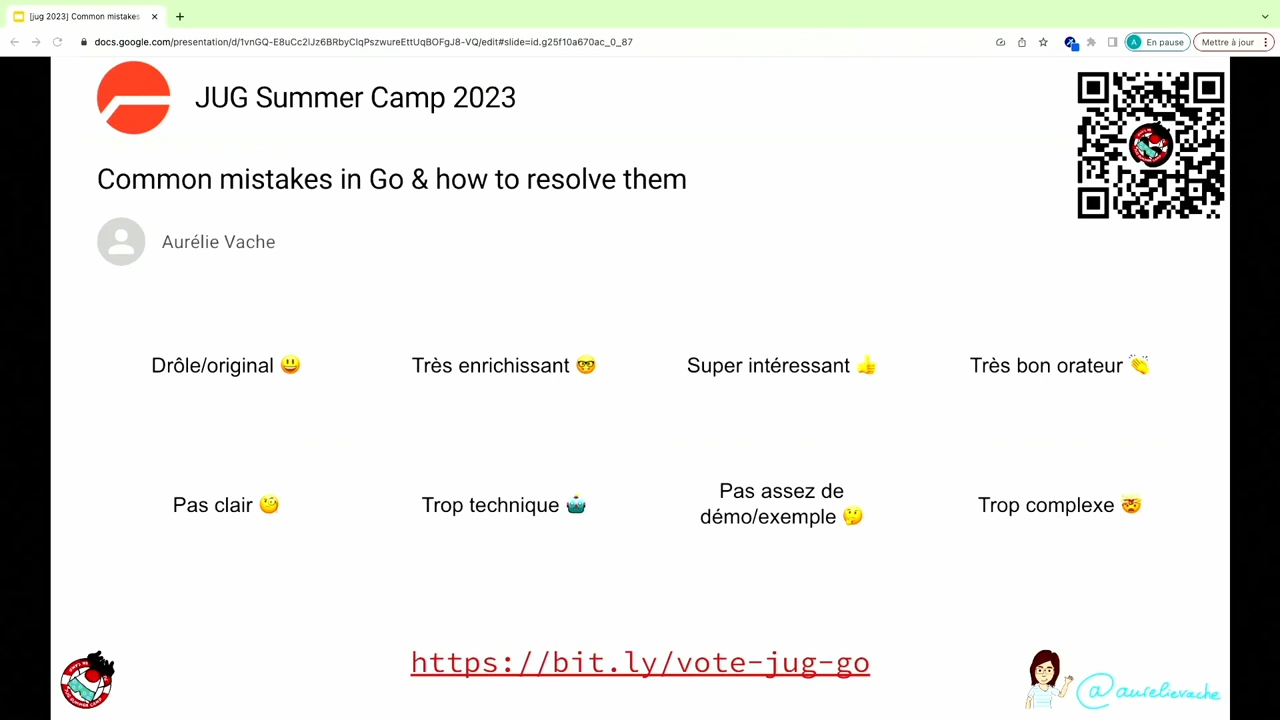 [jug 2023] Common mistakes
docs.google.com/presentation/d/1vnGQ-E8uCc2lJz6BRbyClqPszwureEttUqBOFgJ8-VQ/edit#slide=id.g25f10a670ac_0_87
A En pause
Mettre à jour
JUG Summer Camp 2023
Common mistakes in Go & how to resolve them
Aurélie Vache
Drôle/original 😃
Très enrichissant 🤓
Super intéressant 👍
Très bon orateur 👏
Pas clair 🧐
Trop technique 🤖
Pas assez de
démo/exemple 🤔
Trop complexe 🤯
https://bit.ly/vote-jug-go
@aurelievache